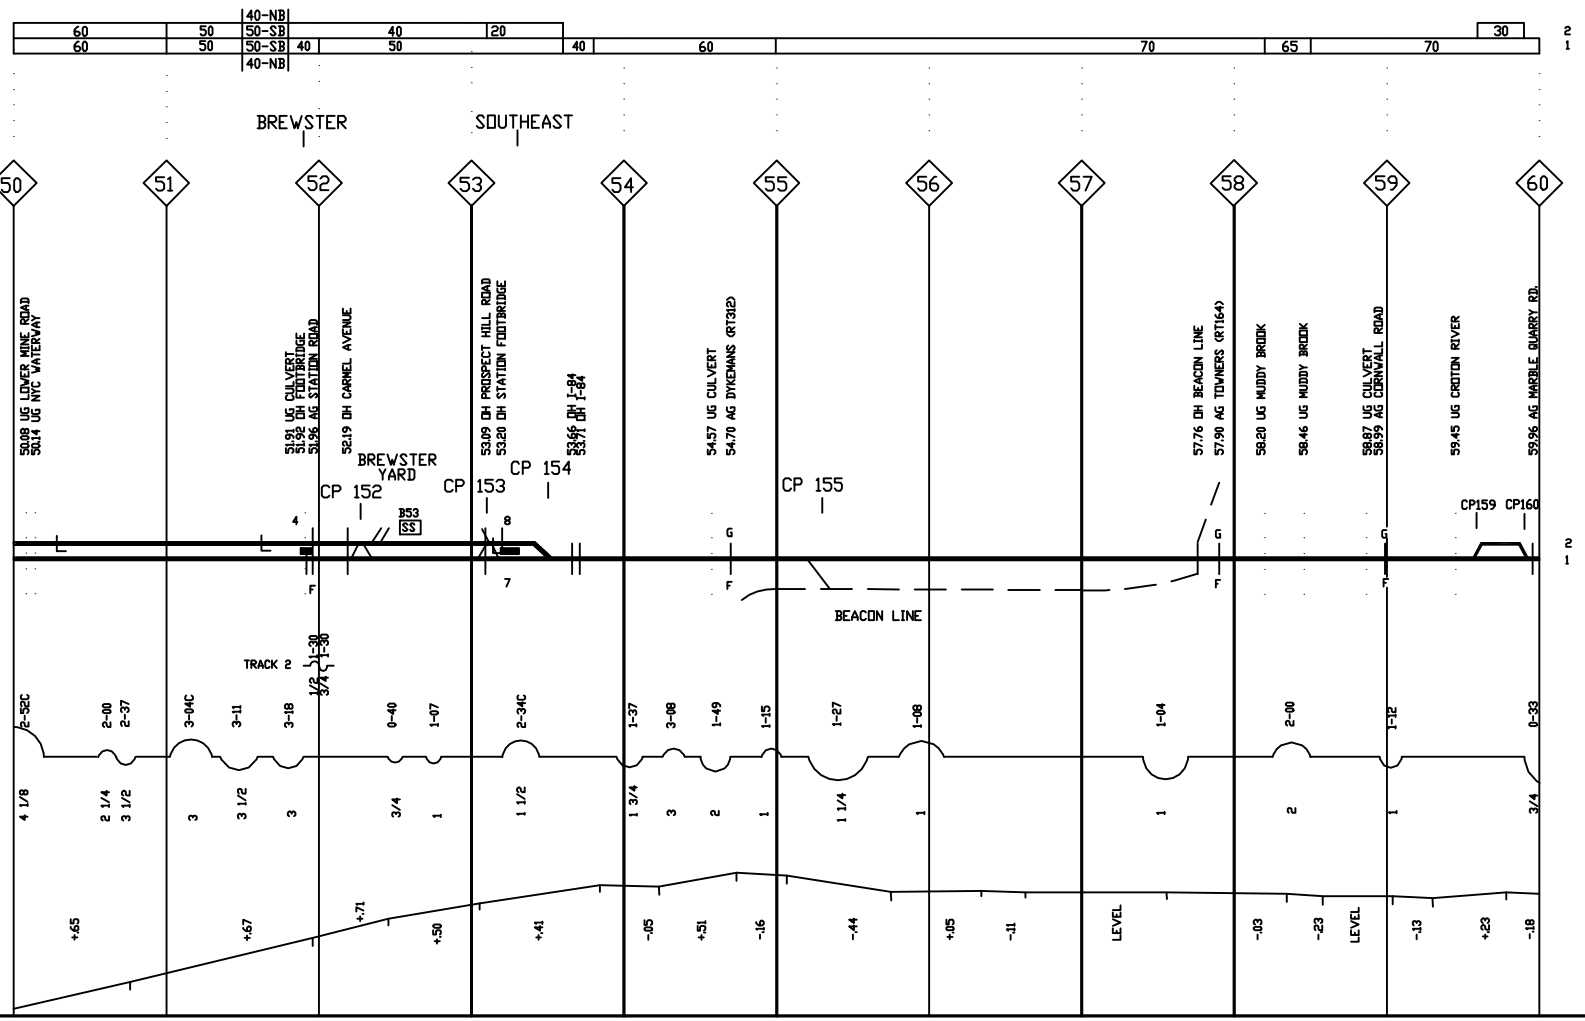 40-NB
60 50 50-SB 40 20 30 2
60 50 50-SB 40 50 40 60 70 65 70 1
40-NB
BREWSTER SOUTHEAST
50 51 52 53 54 55 56 57 58 59 60
50.08 UG LOWER MINE ROAD
50.14 UG NYC WATERWAY
51.91 UG CULVERT
51.92 OH FOOTBRIDGE
51.96 AG STATION ROAD
52.19 OH CARMEL AVENUE
53.09 OH PROSPECT HILL ROAD
53.20 OH STATION FOOTBRIDGE
53.66 OH I-84
53.71 OH I-84
54.57 UG CULVERT
54.70 AG DYKEMANS (RT312)
57.76 OH BEACON LINE
57.90 AG TOWNERS (RT164)
58.20 UG MUDDY BROOK
58.46 UG MUDDY BROOK
58.87 UG CULVERT
58.99 AG CORNWALL ROAD
59.45 UG CROTON RIVER
59.96 AG MARBLE QUARRY RD.
BREWSTER
YARD
CP 152
CP 153
CP 154
CP 155
CP159 CP160
B53
SS
4 8 G G G 2
1
F 7 F F F
BEACON LINE
TRACK 2
1-30 1-30
1/2 3/4
2-52C 2-00 2-37 3-04C 3-11 3-18 0-40 1-07 2-34C 1-37 3-08 1-49 1-15 1-27 1-08 1-04 2-00 1-12 0-33
4 1/8 2 1/4 3 1/2 3 3 1/2 3 3/4 1 1 1/2 1 3/4 3 2 1 1 1/4 1 1 2 1 3/4
+.65 +.67 +.71 +.50 +.41 -.05 +.51 -.16 -.44 +.05 -.11 LEVEL -.03 -.23 LEVEL -.13 +.23 -.18